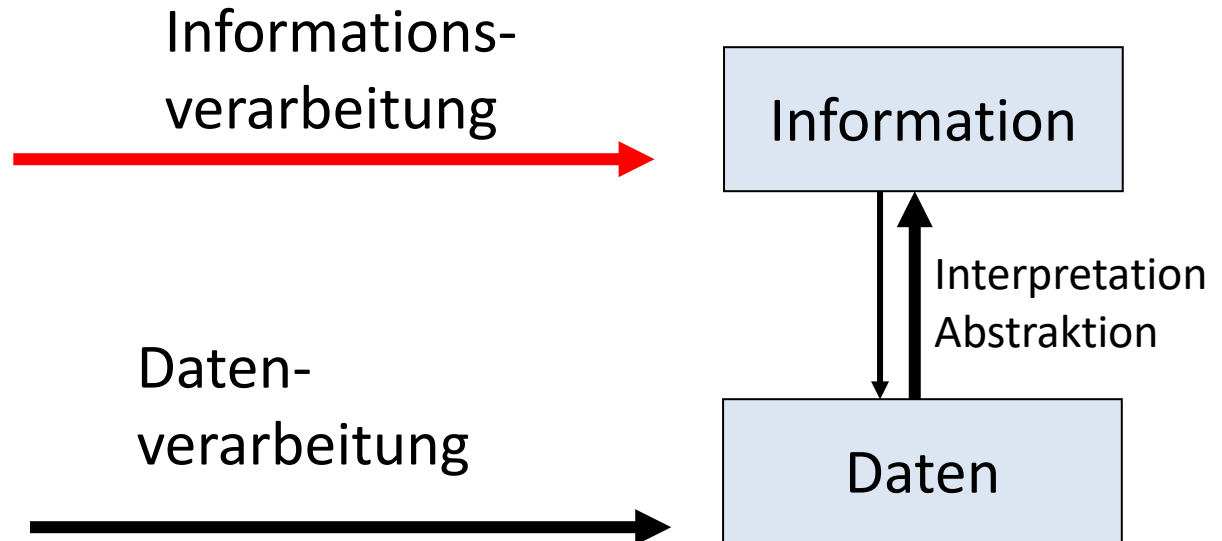 Informations-
verarbeitung
Information
Interpretation
Abstraktion
Daten-
verarbeitung
Daten